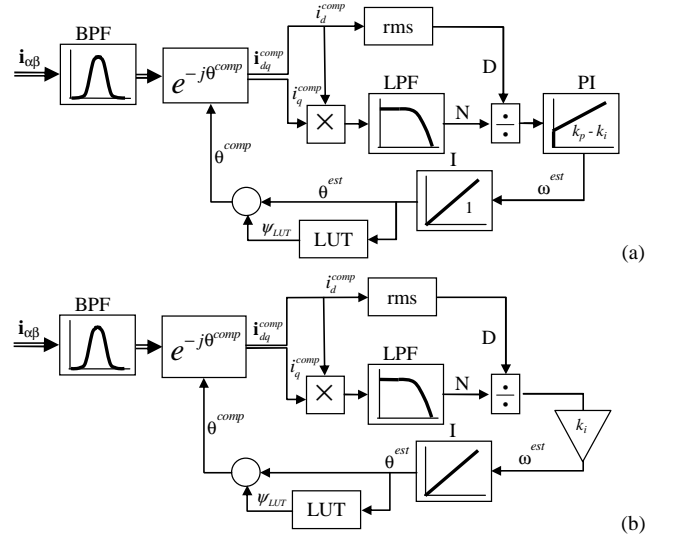 i_d^comp
rms
BPF
i_αβ
e^−jθ^comp
i_dq^comp
D
i_q^comp
LPF
PI
×
N
÷
k_p - k_i
θ^comp
I
θ^est
1
ω^est
ψ_LUT
LUT
(a)
i_d^comp
rms
BPF
i_αβ
e^−jθ^comp
i_dq^comp
D
i_q^comp
LPF
×
N
÷
k_i
θ^comp
I
θ^est
ω^est
ψ_LUT
LUT
(b)